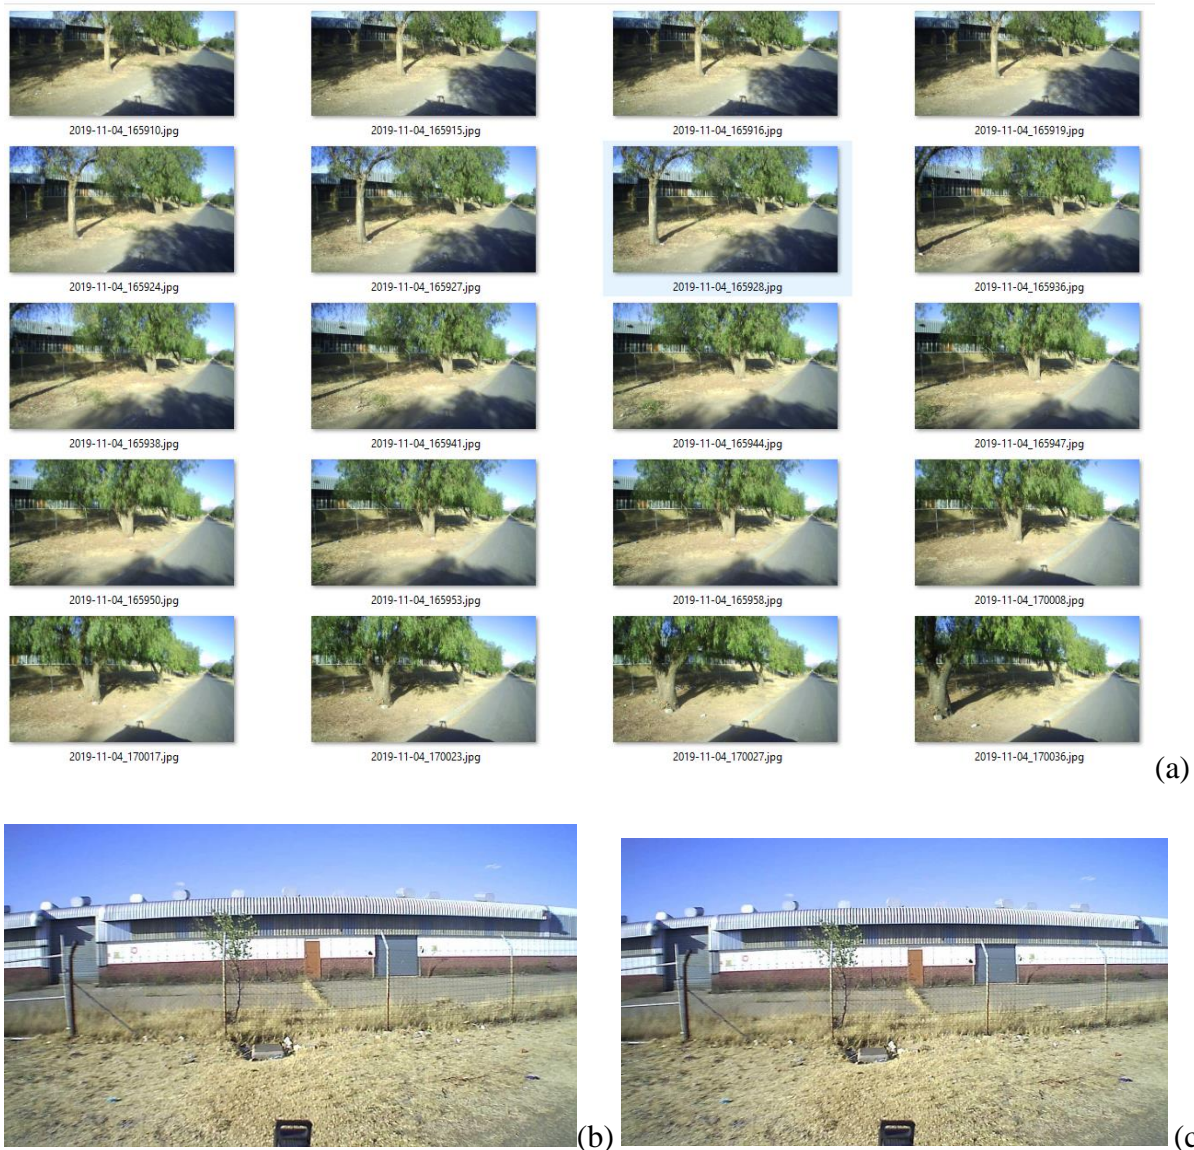 2019-11-04_165910.jpg 2019-11-04_165915.jpg 2019-11-04_165916.jpg 2019-11-04_165919.jpg
2019-11-04_165924.jpg 2019-11-04_165927.jpg 2019-11-04_165928.jpg 2019-11-04_165936.jpg
2019-11-04_165938.jpg 2019-11-04_165941.jpg 2019-11-04_165944.jpg 2019-11-04_165947.jpg
2019-11-04_165950.jpg 2019-11-04_165953.jpg 2019-11-04_165958.jpg 2019-11-04_170008.jpg
2019-11-04_170017.jpg 2019-11-04_170023.jpg 2019-11-04_170027.jpg 2019-11-04_170036.jpg
(a)
(b) (c